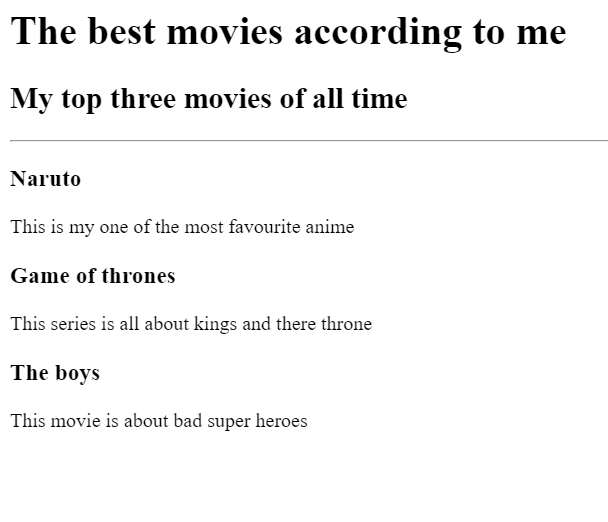 The best movies according to me
My top three movies of all time
Naruto
This is my one of the most favourite anime
Game of thrones
This series is all about kings and there throne
The boys
This movie is about bad super heroes